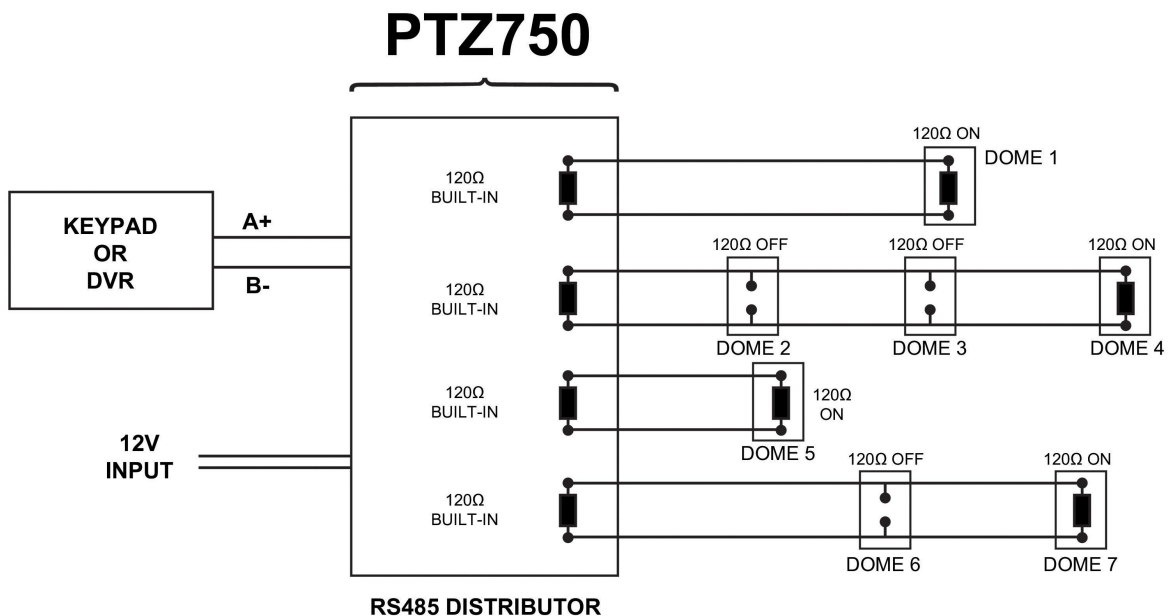 PTZ750
KEYPAD
OR
DVR
A+
B-
12V
INPUT
120Ω
BUILT-IN
120Ω
BUILT-IN
120Ω
BUILT-IN
120Ω
BUILT-IN
120Ω ON
DOME 1
120Ω OFF
DOME 2
120Ω OFF
DOME 3
120Ω ON
DOME 4
120Ω
ON
DOME 5
120Ω OFF
DOME 6
120Ω ON
DOME 7
RS485 DISTRIBUTOR